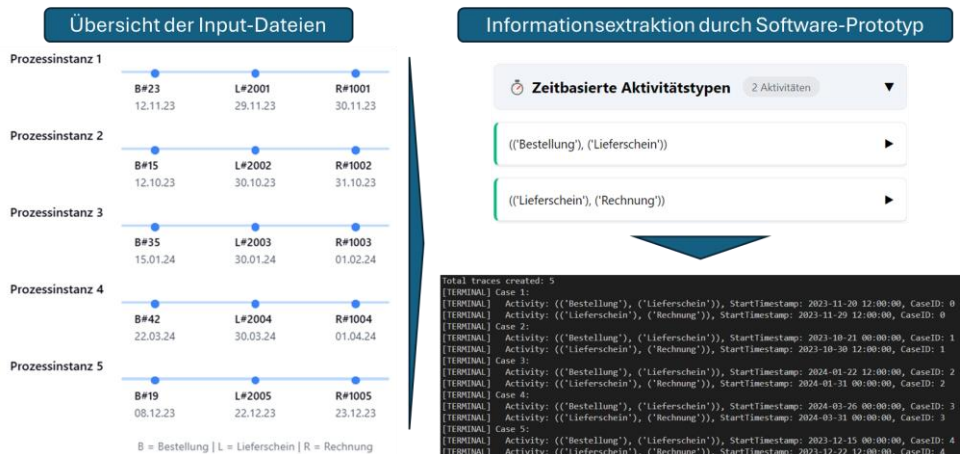 Übersicht der Input-Dateien
Prozessinstanz 1
B#23 L#2001 R#1001
12.11.23 29.11.23 30.11.23
Prozessinstanz 2
B#15 L#2002 R#1002
12.10.23 30.10.23 31.10.23
Prozessinstanz 3
B#35 L#2003 R#1003
15.01.24 30.01.24 01.02.24
Prozessinstanz 4
B#42 L#2004 R#1004
22.03.24 30.03.24 01.04.24
Prozessinstanz 5
B#19 L#2005 R#1005
08.12.23 22.12.23 23.12.23
B = Bestellung | L = Lieferschein | R = Rechnung
Informationsextraktion durch Software-Prototyp
Zeitbasierte Aktivitätstypen 2 Aktivitäten
(('Bestellung'), ('Lieferschein'))
(('Lieferschein'), ('Rechnung'))
Total traces created: 5
[TERMINAL] Case 1:
[TERMINAL] Activity: (('Bestellung'), ('Lieferschein')), StartTimestamp: 2023-11-20 12:00:00, CaseID: 0
[TERMINAL] Activity: (('Lieferschein'), ('Rechnung')), StartTimestamp: 2023-11-29 12:00:00, CaseID: 0
[TERMINAL] Case 2:
[TERMINAL] Activity: (('Bestellung'), ('Lieferschein')), StartTimestamp: 2023-10-21 00:00:00, CaseID: 1
[TERMINAL] Activity: (('Lieferschein'), ('Rechnung')), StartTimestamp: 2023-10-30 12:00:00, CaseID: 1
[TERMINAL] Case 3:
[TERMINAL] Activity: (('Bestellung'), ('Lieferschein')), StartTimestamp: 2024-01-22 12:00:00, CaseID: 2
[TERMINAL] Activity: (('Lieferschein'), ('Rechnung')), StartTimestamp: 2024-01-31 00:00:00, CaseID: 2
[TERMINAL] Case 4:
[TERMINAL] Activity: (('Bestellung'), ('Lieferschein')), StartTimestamp: 2024-03-26 00:00:00, CaseID: 3
[TERMINAL] Activity: (('Lieferschein'), ('Rechnung')), StartTimestamp: 2024-03-31 00:00:00, CaseID: 3
[TERMINAL] Case 5:
[TERMINAL] Activity: (('Bestellung'), ('Lieferschein')), StartTimestamp: 2023-12-15 00:00:00, CaseID: 4
[TERMINAL] Activity: (('Lieferschein'), ('Rechnung')), StartTimestamp: 2023-12-22 12:00:00, CaseID: 4